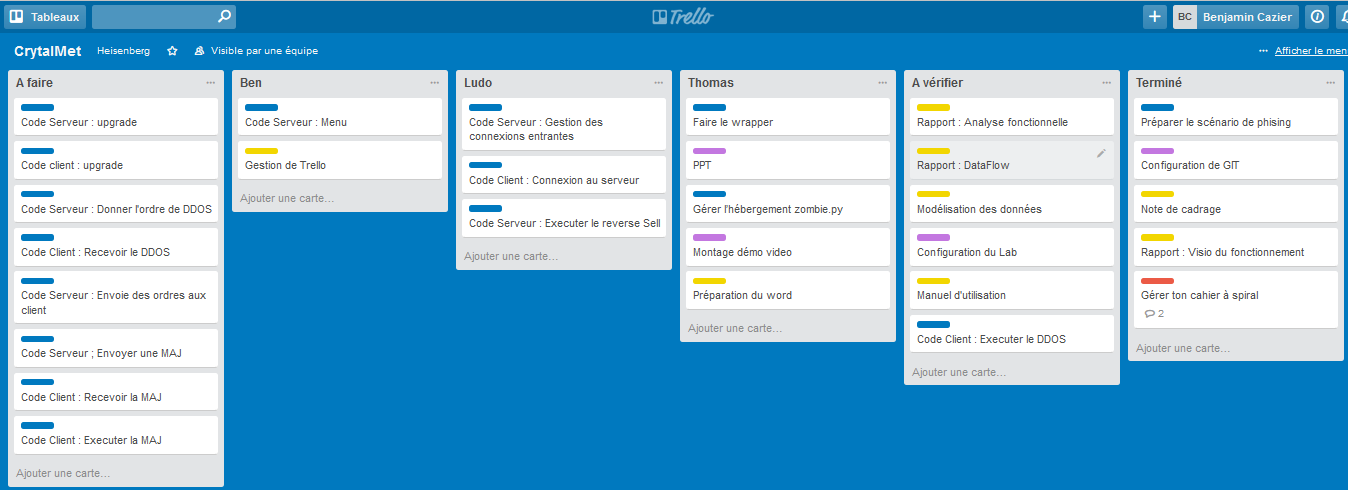 Tableaux
Trello
BC Benjamin Cazier
CrytalMet
Heisenberg
Visible par une équipe
Afficher le men
A faire
Code Serveur : upgrade
Code client : upgrade
Code Serveur : Donner l'ordre de DDOS
Code Client : Recevoir le DDOS
Code Serveur : Envoie des ordres aux
client
Code Serveur ; Envoyer une MAJ
Code Client : Recevoir la MAJ
Code Client : Executer la MAJ
Ajouter une carte...
Ben
Code Serveur : Menu
Gestion de Trello
Ajouter une carte...
Ludo
Code Serveur : Gestion des
connexions entrantes
Code Client : Connexion au serveur
Code Serveur : Executer le reverse Sell
Ajouter une carte...
Thomas
Faire le wrapper
PPT
Gérer l'hébergement zombie.py
Montage démo video
Préparation du word
Ajouter une carte...
A vérifier
Rapport : Analyse fonctionnelle
Rapport : DataFlow
Modélisation des données
Configuration du Lab
Manuel d'utilisation
Code Client : Executer le DDOS
Ajouter une carte...
Terminé
Préparer le scénario de phising
Configuration de GIT
Note de cadrage
Rapport : Visio du fonctionnement
Gérer ton cahier à spiral
2
Ajouter une carte...